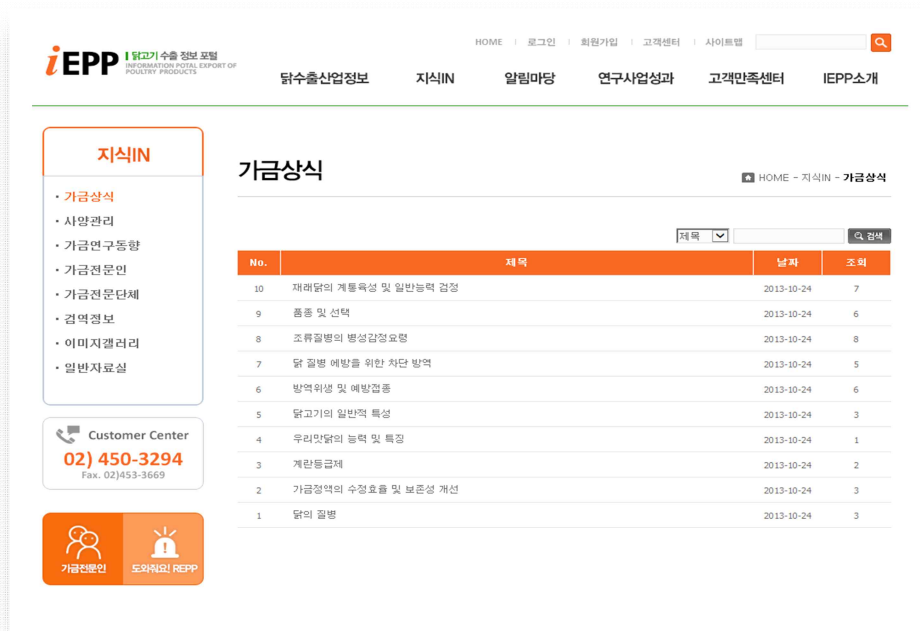 HOME 로그인 회원가입 고객센터 사이트맵
iEPP 닭고기 수출 정보 포털
INFORMATION POTAL EXPORT OF
POULTRY PRODUCTS
닭수출산업정보 지식IN 알림마당 연구사업성과 고객만족센터 IEPP소개
지식IN
· 가금상식
· 사양관리
· 가금연구동향
· 가금전문인
· 가금전문단체
· 검역정보
· 이미지갤러리
· 일반자료실
Customer Center
02) 450-3294
Fax. 02)453-3669
가금전문인 도와줘요! REPP
가금상식
HOME - 지식IN - 가금상식
제목 검색
No. 제목 날짜 조회
10 재래닭의 계통육성 및 일반능력 검정 2013-10-24 7
9 품종 및 선택 2013-10-24 6
8 조류질병의 병성감정요령 2013-10-24 8
7 닭 질병 예방을 위한 차단 방역 2013-10-24 5
6 방역위생 및 예방접종 2013-10-24 6
5 닭고기의 일반적 특성 2013-10-24 3
4 우리맛닭의 능력 및 특징 2013-10-24 1
3 계란등급제 2013-10-24 2
2 가금정액의 수정효율 및 보존성 개선 2013-10-24 3
1 닭의 질병 2013-10-24 3